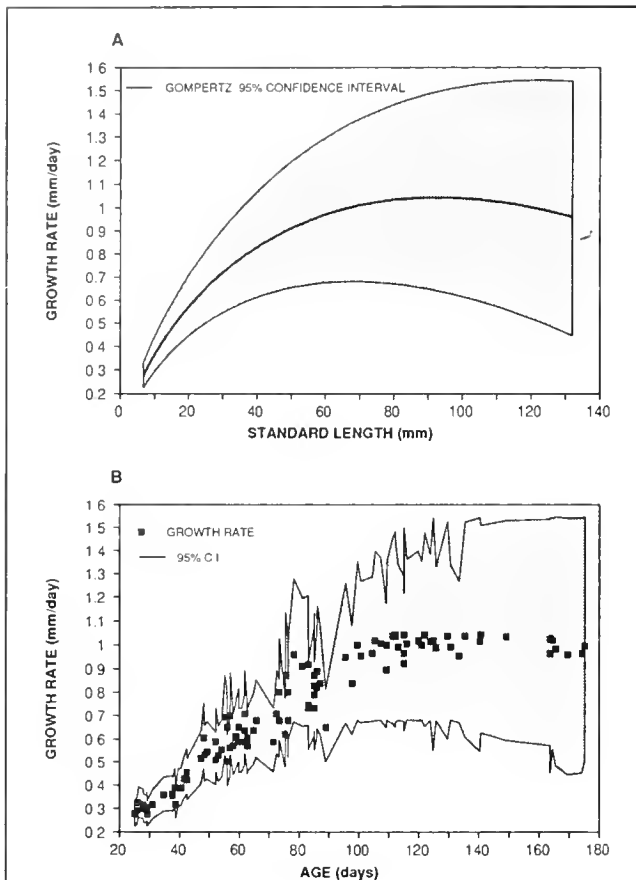 A
1 6
1.5
1.4
1.3
1.2
1.1
1
0.9
0.8
0.7
0.6
0.5
0 4
0 3
0 2
GROWTH RATE (mm/day)
GOMPERTZ 95% CONFIDENCE INTERVAL
0 20 40 60 80 100 120 140
STANDARD LENGTH (mm)
B
1 6
1.5
1.4
1.3
1.2
1.1
1
0.9
0.8
0.7
0.6
0.5
0 4
0 3
0 2
GROWTH RATE (mm/day)
GROWTH RATE
95% C I
20 40 60 80 100 120 140 160 180
AGE (days)